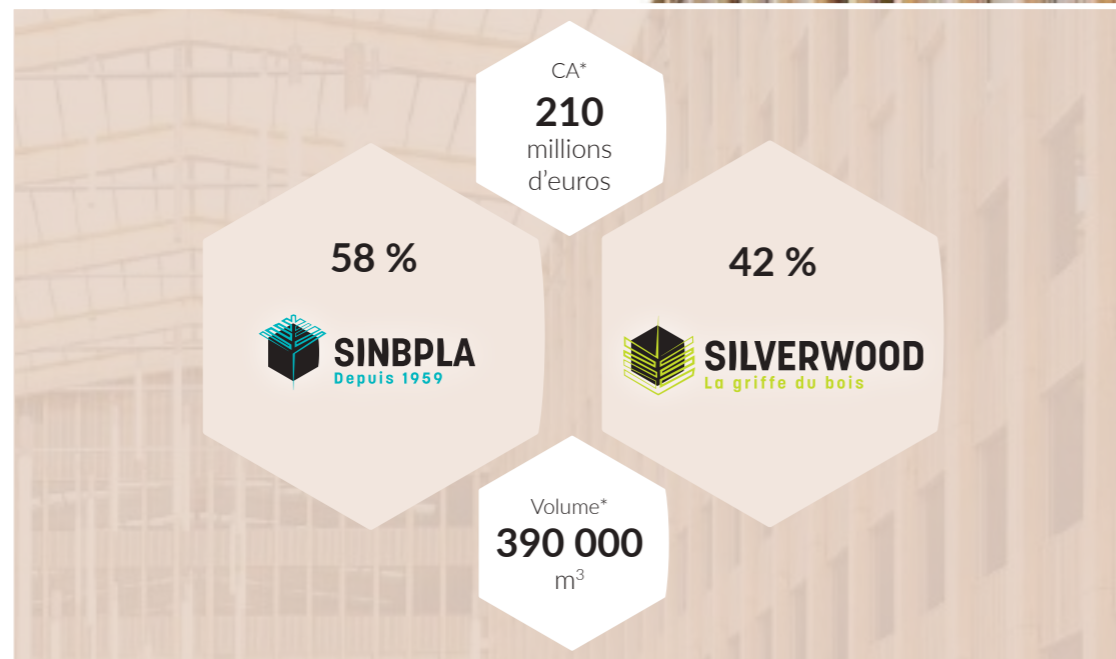 CA*
210
millions
d'euros
58 %
SINBPLA
Depuis 1959
42 %
SILVERWOOD
La griffe du bois
Volume*
390 000
m³